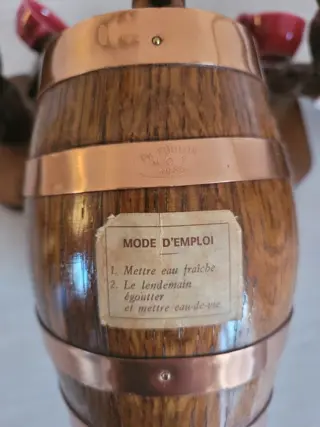 MODE D'EMPLOI
1. Mettre eau fraîche
2. Le lendemain
égoutter
et mettre eau-de-vie